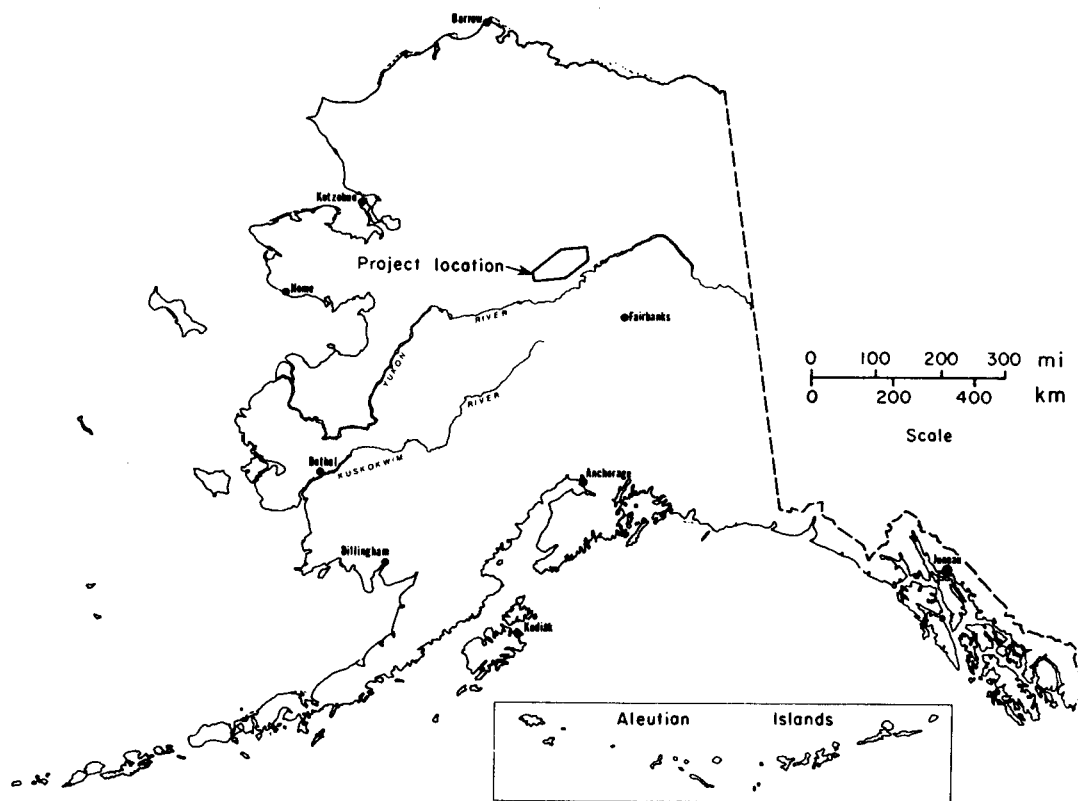 Barrow
Kotzebue
Project location
Nome
RIVER
Fairbanks
YUKON
0 100 200 300 mi
0 200 400 km
Scale
RIVER
Bethel
KUSKOKWIM
Anchorage
Dillingham
Juneau
Kodiak
Aleutian Islands